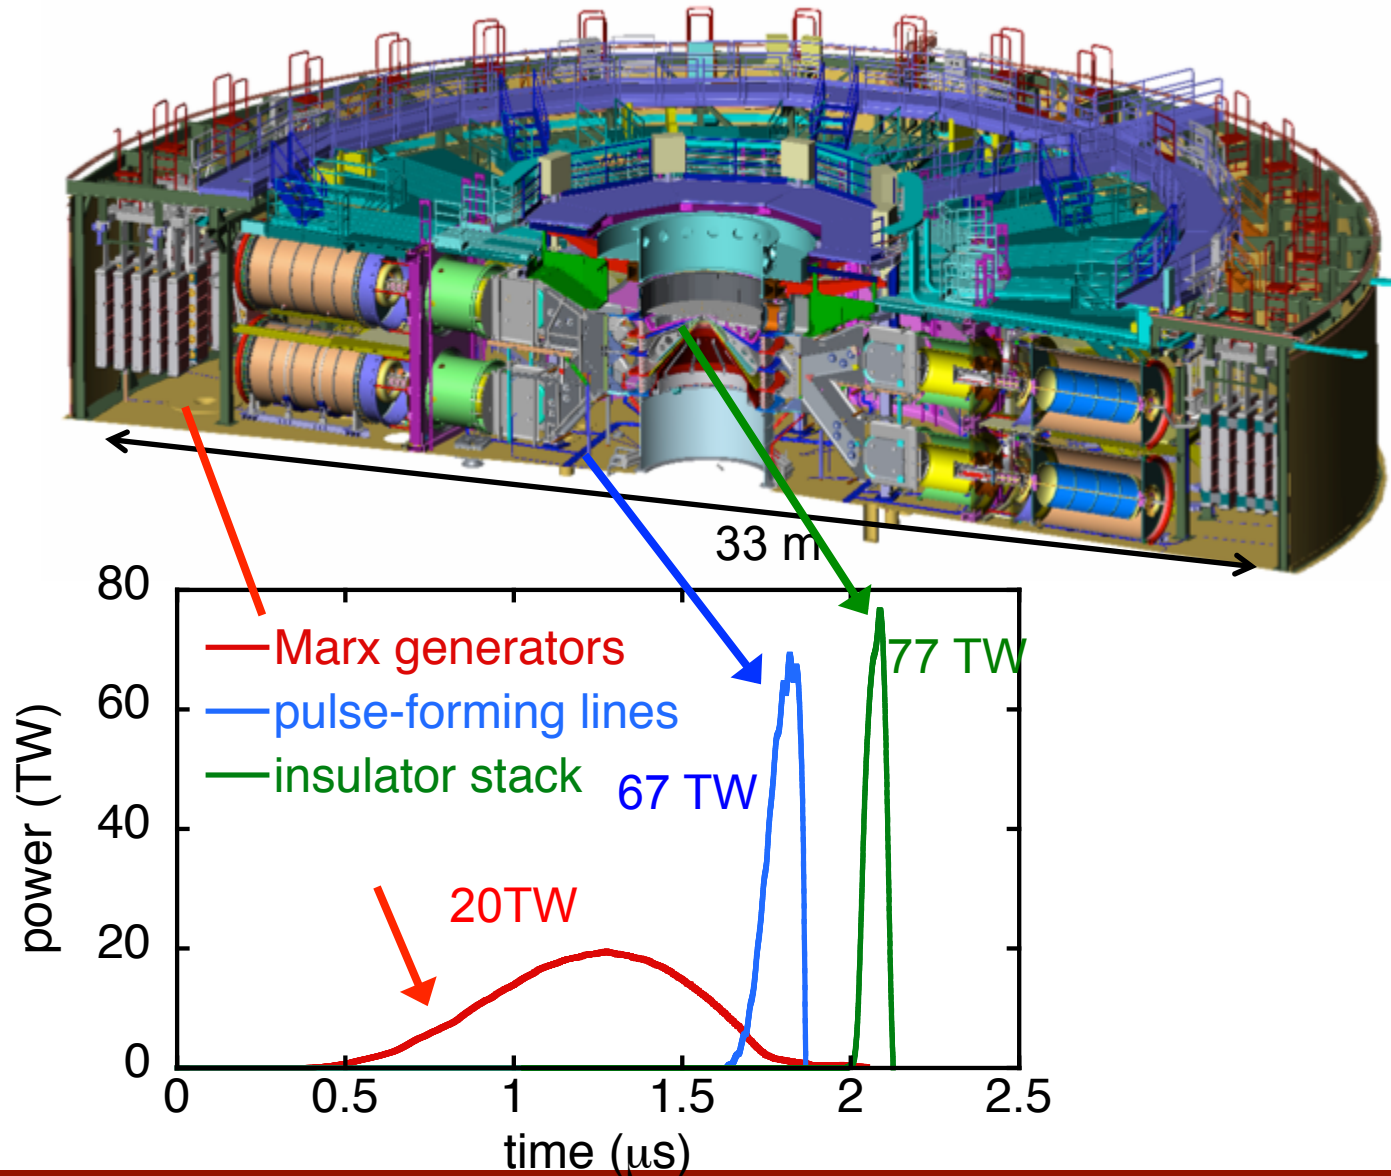 33 m
80
60
40
20
0
power (TW)
Marx generators
pulse-forming lines
insulator stack
77 TW
67 TW
20TW
0 0.5 1 1.5 2 2.5
time (μs)